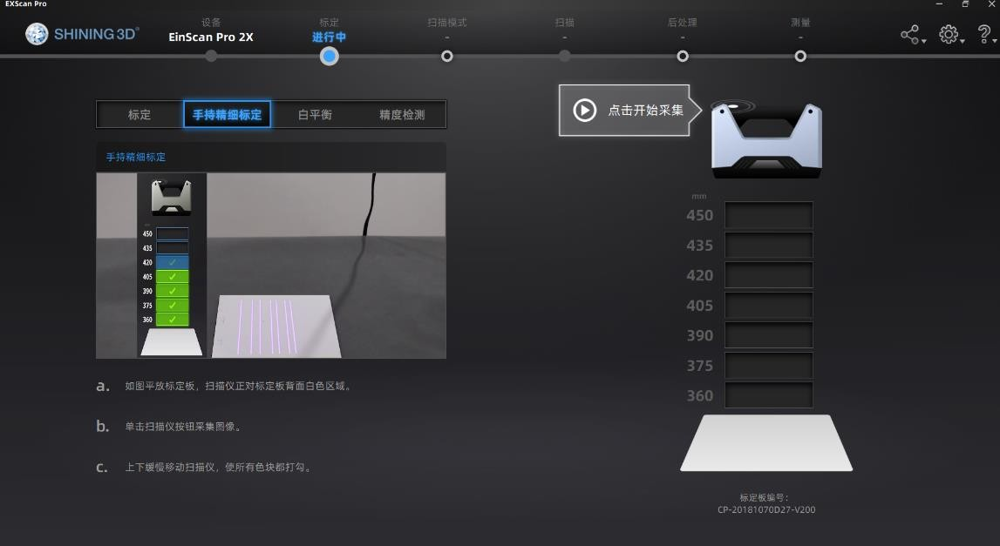 EXScan Pro
SHINING 3D®
设备
EinScan Pro 2X
标定
进行中
扫描模式
-
扫描
-
后处理
-
测量
-
标定
手持精细标定
白平衡
精度检测
手持精细标定
450
435
420
405
390
375
360
a. 如图平放标定板，扫描仪正对标定板背面白色区域。
b. 单击扫描仪按钮采集图像。
c. 上下缓慢移动扫描仪，使所有色块都打勾。
点击开始采集
mm
450
435
420
405
390
375
360
标定板编号：
CP-20181070D27-V200